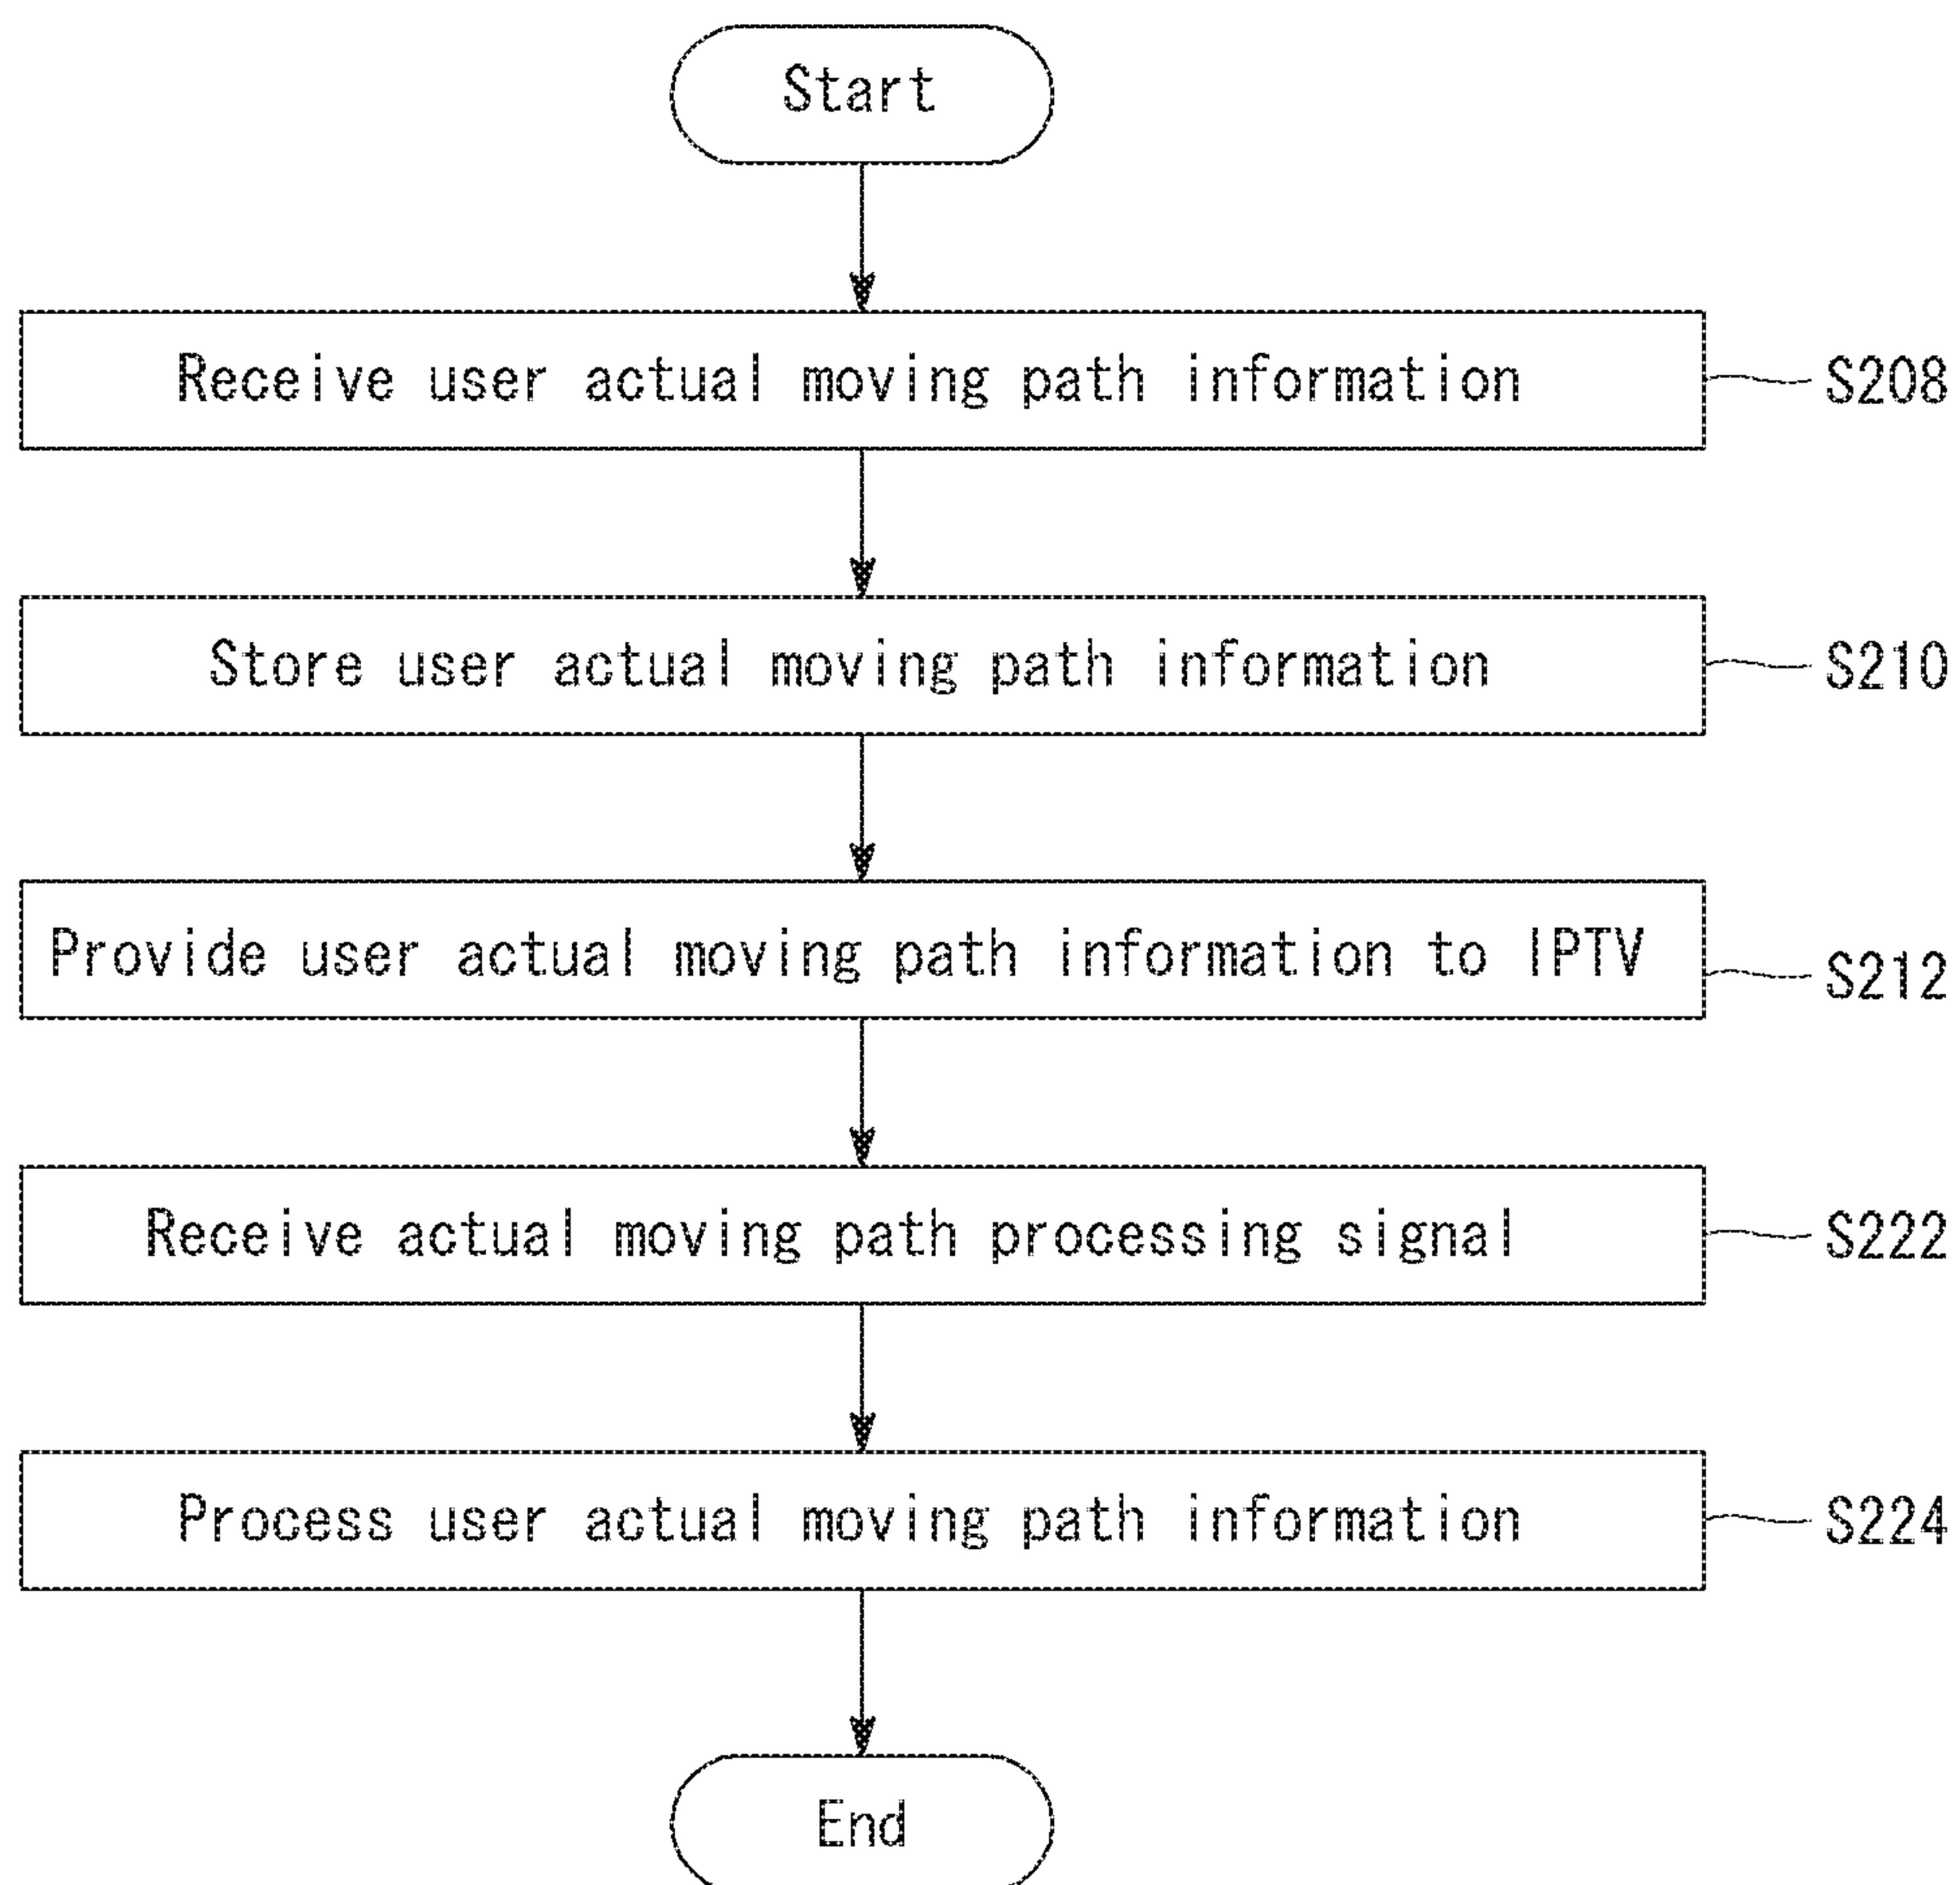 Start
Receive user actual moving path information
S208
Store user actual moving path information
S210
Provide user actual moving path information to IPTV
S212
Receive actual moving path processing signal
S222
Process user actual moving path information
S224
End